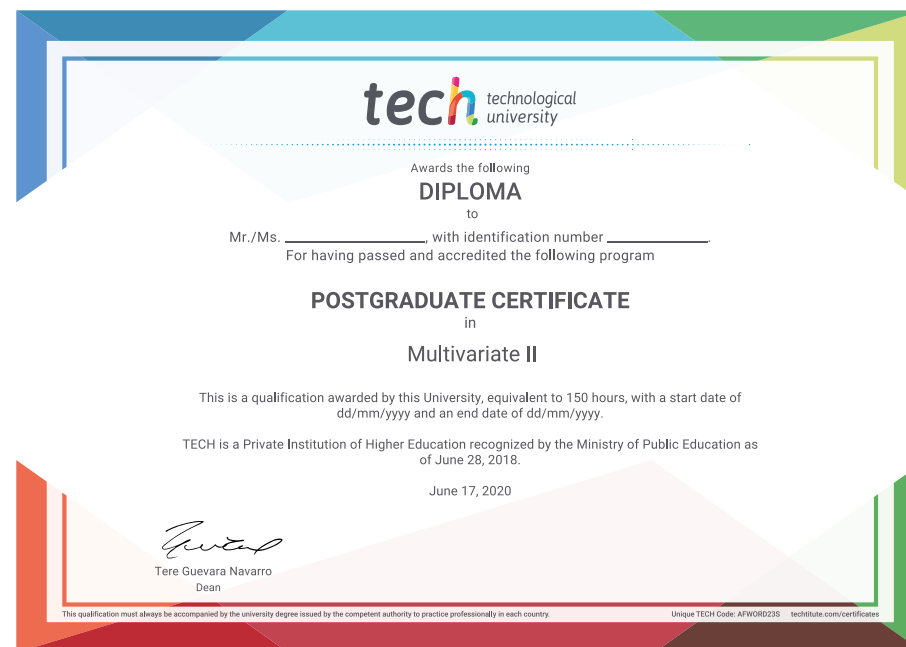 tech technological
university
Awards the following
DIPLOMA
to
Mr./Ms. ____________________, with identification number ______________.
For having passed and accredited the following program
POSTGRADUATE CERTIFICATE
in
Multivariate II
This is a qualification awarded by this University, equivalent to 150 hours, with a start date of
dd/mm/yyyy and an end date of dd/mm/yyyy.
TECH is a Private Institution of Higher Education recognized by the Ministry of Public Education as
of June 28, 2018.
June 17, 2020
Tere Guevara Navarro
Dean
This qualification must always be accompanied by the university degree issued by the competent authority to practice professionally in each country. Unique TECH Code: AFWORD23S techtitute.com/certificates